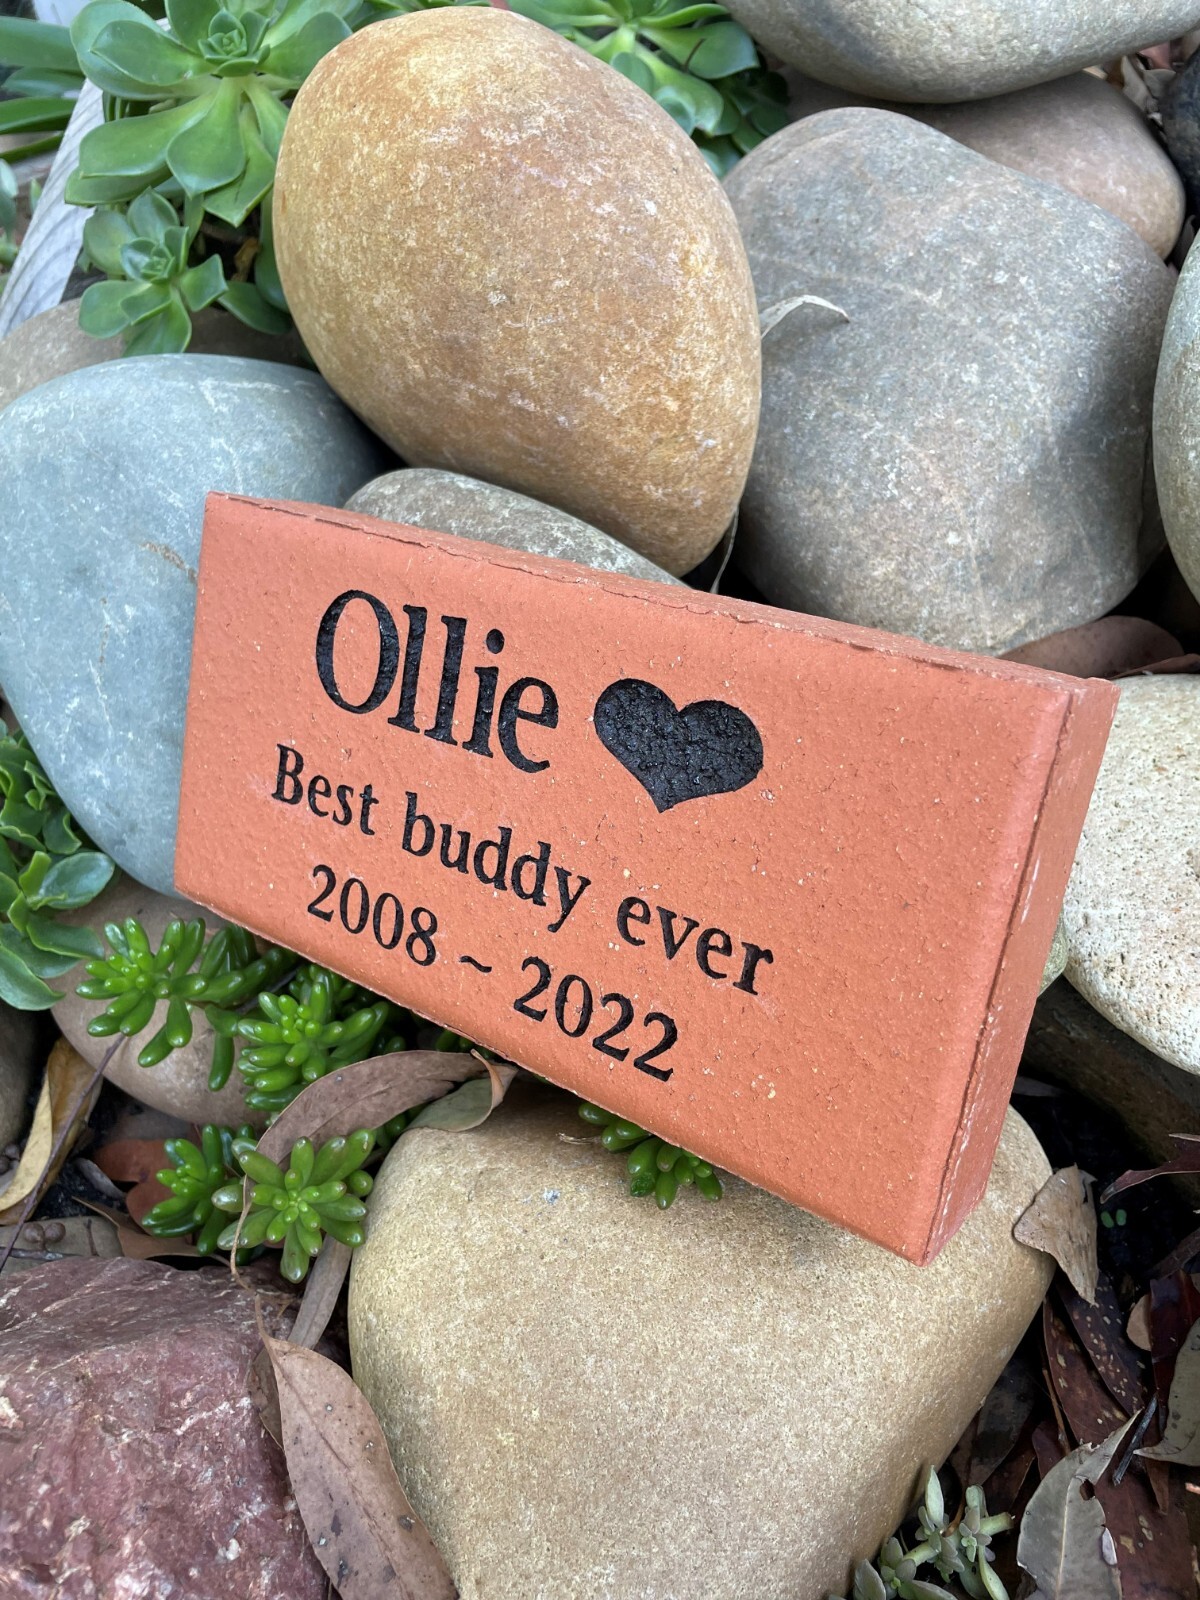 Ollie ♥
Best buddy ever
2008 ~ 2022